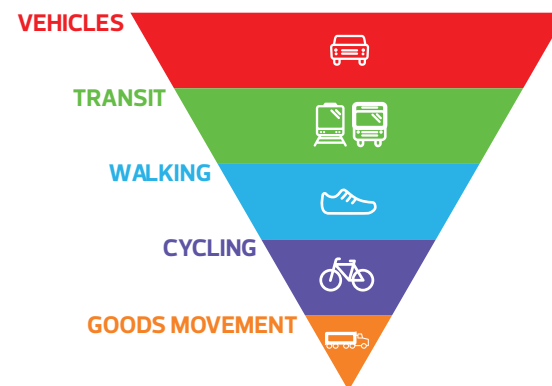 VEHICLES
TRANSIT
WALKING
CYCLING
GOODS MOVEMENT